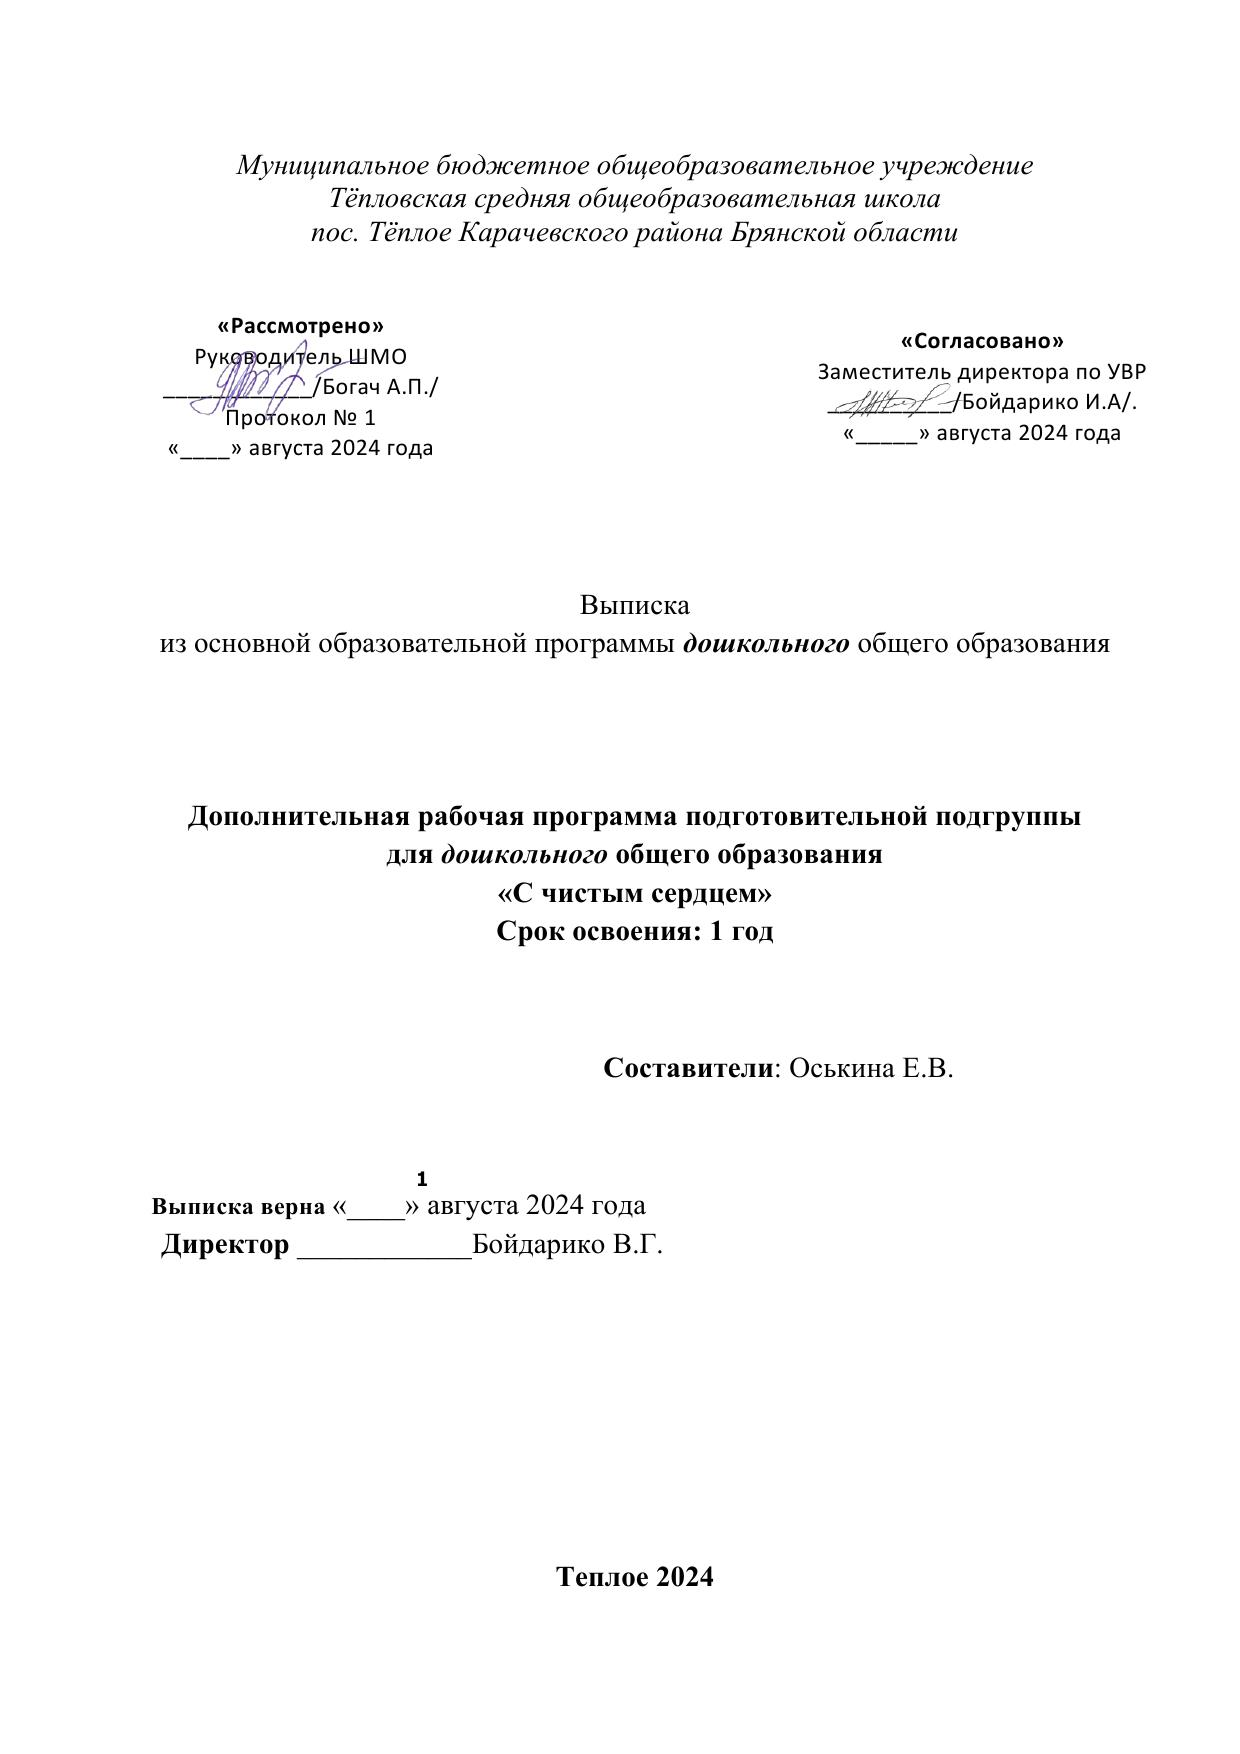 Муниципальное бюджетное общеобразовательное учреждение
Тёпловская средняя общеобразовательная школа
пос. Тёплое Карачевского района Брянской области
«Рассмотрено»
Руководитель ШМО
____________/Богач А.П./
Протокол № 1
«____» августа 2024 года
«Согласовано»
Заместитель директора по УВР
__________/Бойдарико И.А/.
«_____» августа 2024 года
Выписка
из основной образовательной программы дошкольного общего образования
Дополнительная рабочая программа подготовительной подгруппы
для дошкольного общего образования
«С чистым сердцем»
Срок освоения: 1 год
Составители: Оськина Е.В.
1
Выписка верна «____» августа 2024 года
Директор ____________Бойдарико В.Г.
Теплое 2024